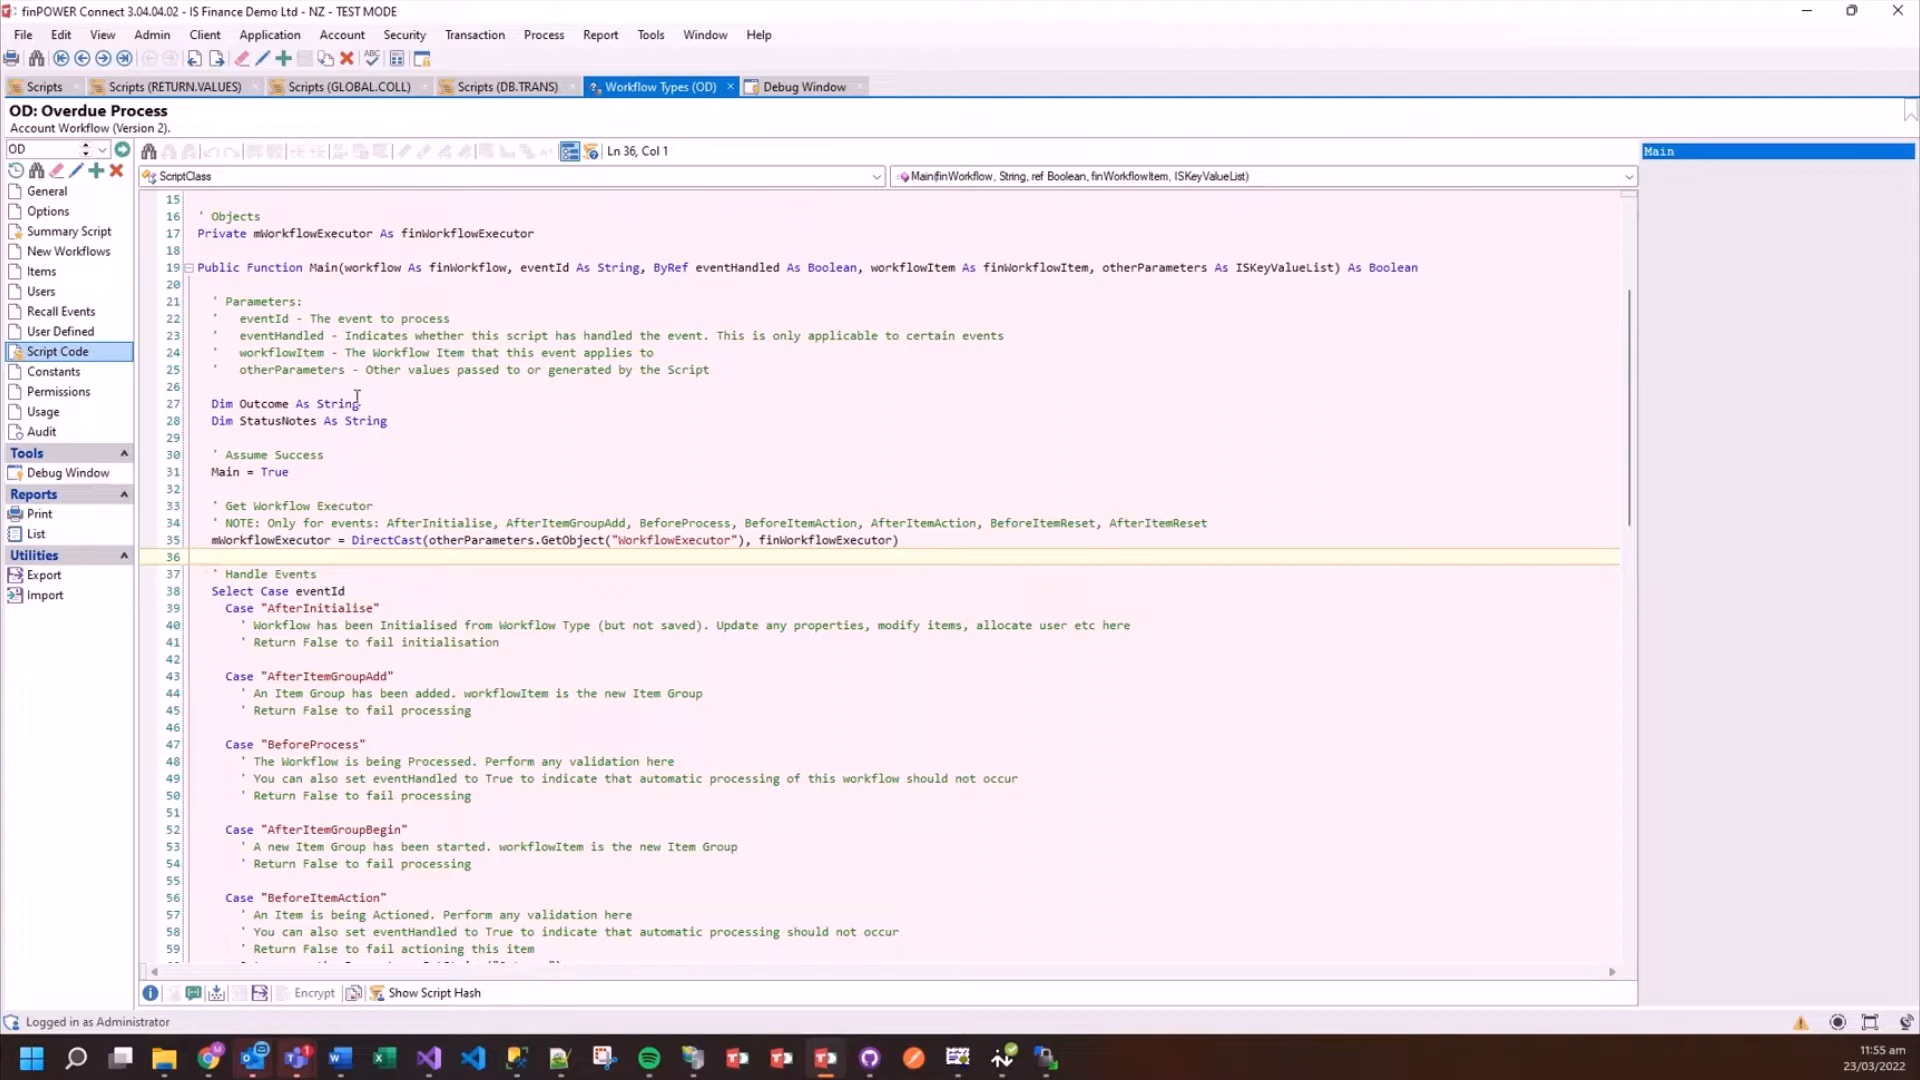 finPOWER Connect 3.04.04.02 - IS Finance Demo Ltd - NZ - TEST MODE
File Edit View Admin Client Application Account Security Transaction Process Report Tools Window Help
Scripts Scripts (RETURN.VALUES) Scripts (GLOBAL.COLL) Scripts (DB.TRANS) Workflow Types (OD) Debug Window
OD: Overdue Process
Account Workflow (Version 2).
OD
Ln 36, Col 1
Main
ScriptClass
Main(finWorkflow, String, ref Boolean, finWorkflowItem, ISKeyValueList)
General
Options
Summary Script
New Workflows
Items
Users
Recall Events
User Defined
Script Code
Constants
Permissions
Usage
Audit
Tools
Debug Window
Reports
Print
List
Utilities
Export
Import
15
16 ' Objects
17 Private mWorkflowExecutor As finWorkflowExecutor
18
19 Public Function Main(workflow As finWorkflow, eventId As String, ByRef eventHandled As Boolean, workflowItem As finWorkflowItem, otherParameters As ISKeyValueList) As Boolean
20
21 ' Parameters:
22 ' eventId - The event to process
23 ' eventHandled - Indicates whether this script has handled the event. This is only applicable to certain events
24 ' workflowItem - The Workflow Item that this event applies to
25 ' otherParameters - Other values passed to or generated by the Script
26
27 Dim Outcome As String
28 Dim StatusNotes As String
29
30 ' Assume Success
31 Main = True
32
33 ' Get Workflow Executor
34 ' NOTE: Only for events: AfterInitialise, AfterItemGroupAdd, BeforeProcess, BeforeItemAction, AfterItemAction, BeforeItemReset, AfterItemReset
35 mWorkflowExecutor = DirectCast(otherParameters.GetObject("WorkflowExecutor"), finWorkflowExecutor)
36
37 ' Handle Events
38 Select Case eventId
39 Case "AfterInitialise"
40 ' Workflow has been Initialised from Workflow Type (but not saved). Update any properties, modify items, allocate user etc here
41 ' Return False to fail initialisation
42
43 Case "AfterItemGroupAdd"
44 ' An Item Group has been added. workflowItem is the new Item Group
45 ' Return False to fail processing
46
47 Case "BeforeProcess"
48 ' The Workflow is being Processed. Perform any validation here
49 ' You can also set eventHandled to True to indicate that automatic processing of this workflow should not occur
50 ' Return False to fail processing
51
52 Case "AfterItemGroupBegin"
53 ' A new Item Group has been started. workflowItem is the new Item Group
54 ' Return False to fail processing
55
56 Case "BeforeItemAction"
57 ' An Item is being Actioned. Perform any validation here
58 ' You can also set eventHandled to True to indicate that automatic processing should not occur
59 ' Return False to fail actioning this item
Encrypt Show Script Hash
Logged in as Administrator
11:55 am
23/03/2022